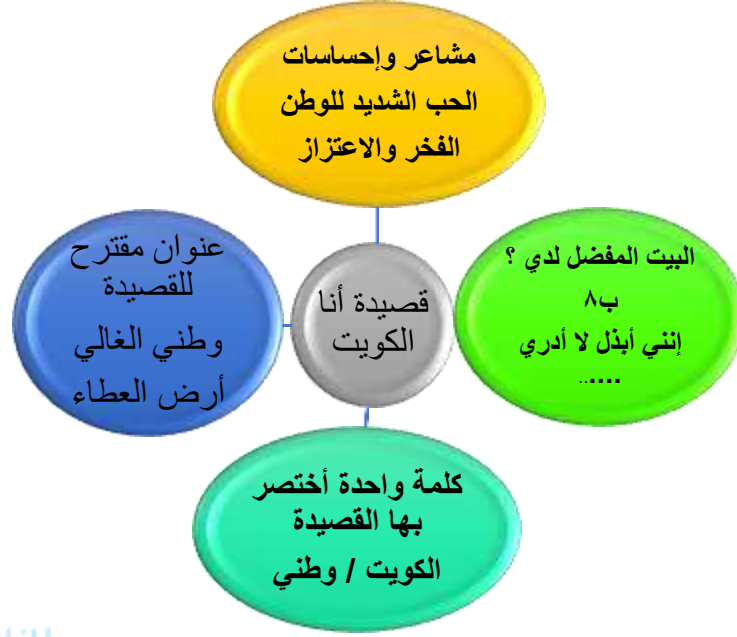 مشاعر وإحساسات
الحب الشديد للوطن
الفخر والاعتزاز
البيت المفضل لدي ؟
ب٨
إنني أبذل لا أدري
......
قصيدة أنا
الكويت
عنوان مقترح
للقصيدة
وطني الغالي
أرض العطاء
كلمة واحدة أختصر
بها القصيدة
الكويت / وطني